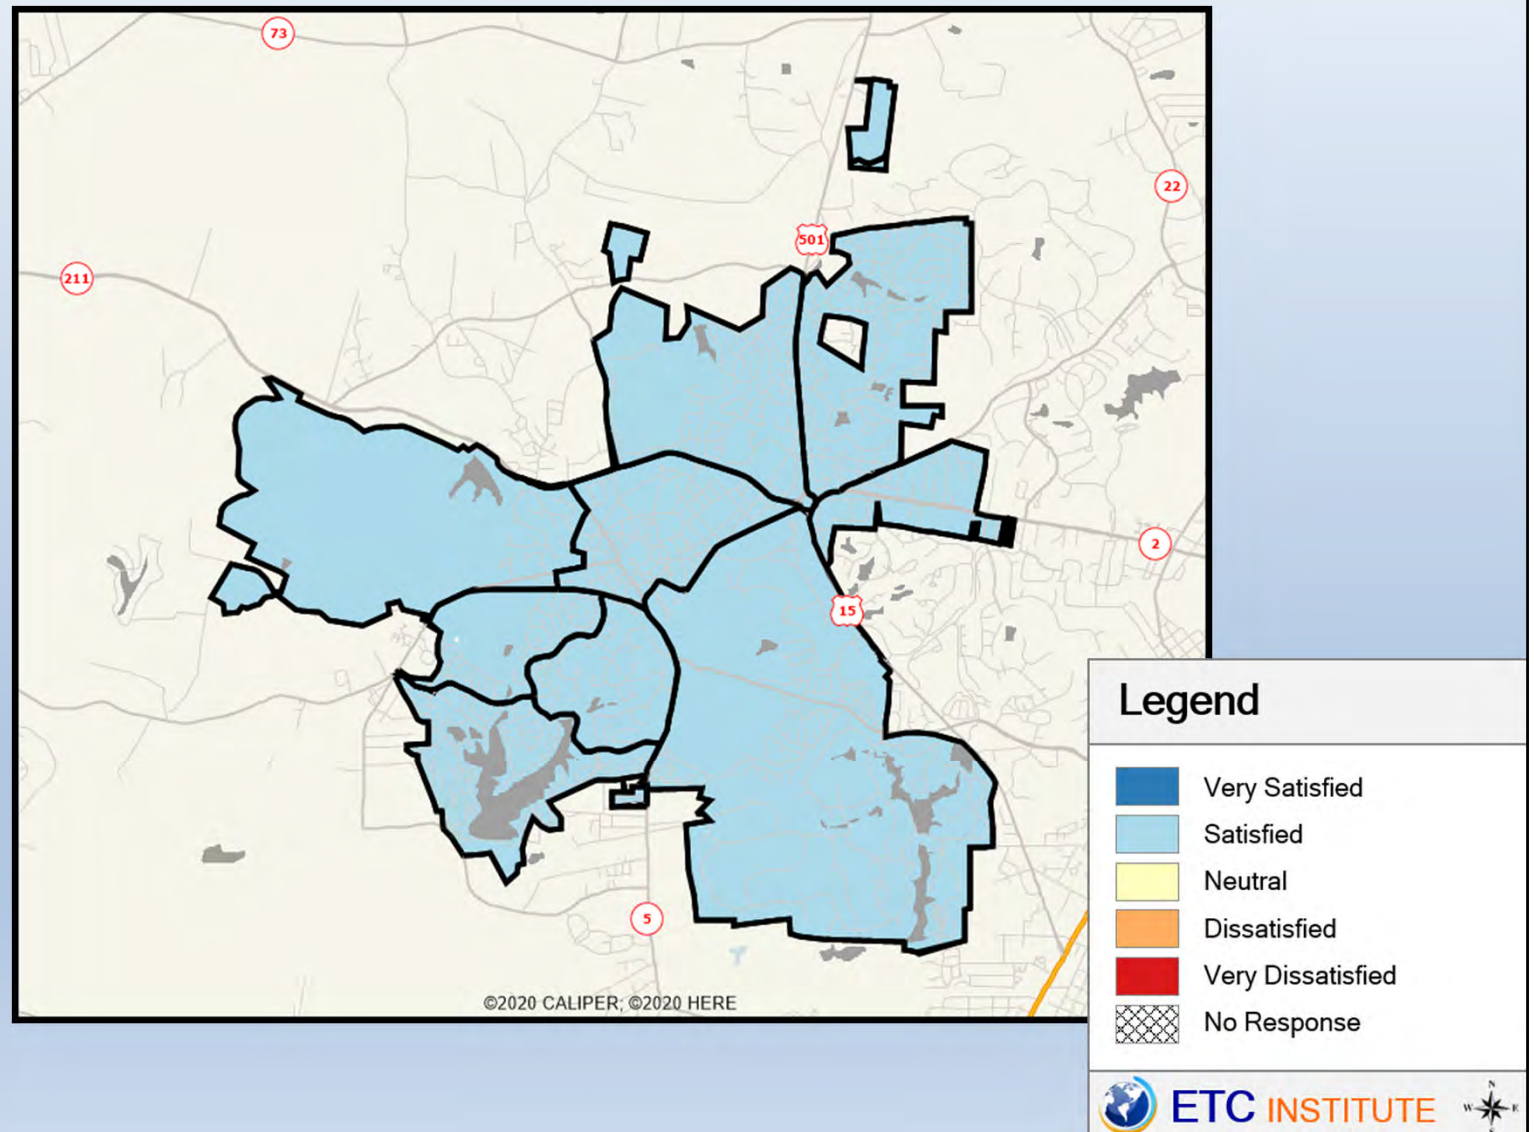 73
22
501
211
2
15
Legend
Very Satisfied
Satisfied
Neutral
Dissatisfied
Very Dissatisfied
No Response
5
©2020 CALIPER; ©2020 HERE
ETC INSTITUTE
N
W E
S